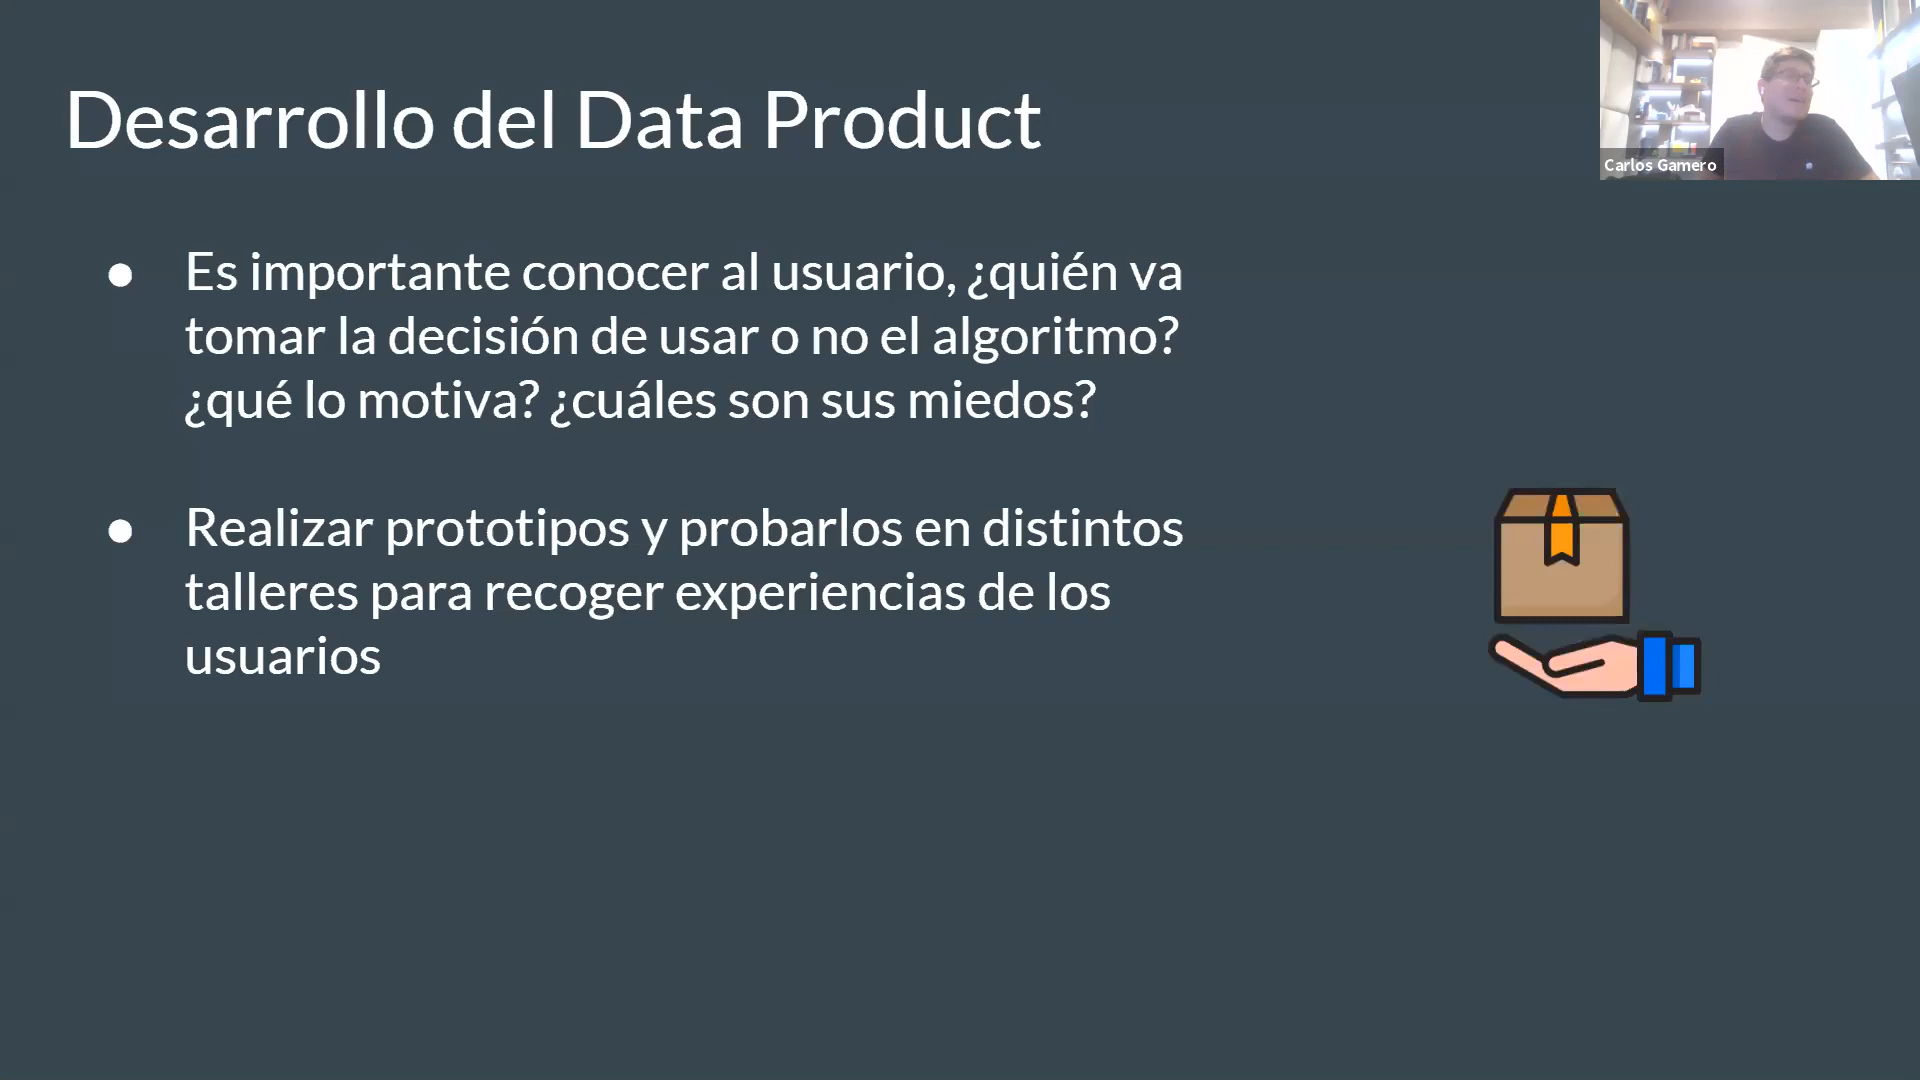 Desarrollo del Data Product
Carlos Gamero
● Es importante conocer al usuario, ¿quién va
tomar la decisión de usar o no el algoritmo?
¿qué lo motiva? ¿cuáles son sus miedos?
● Realizar prototipos y probarlos en distintos
talleres para recoger experiencias de los
usuarios